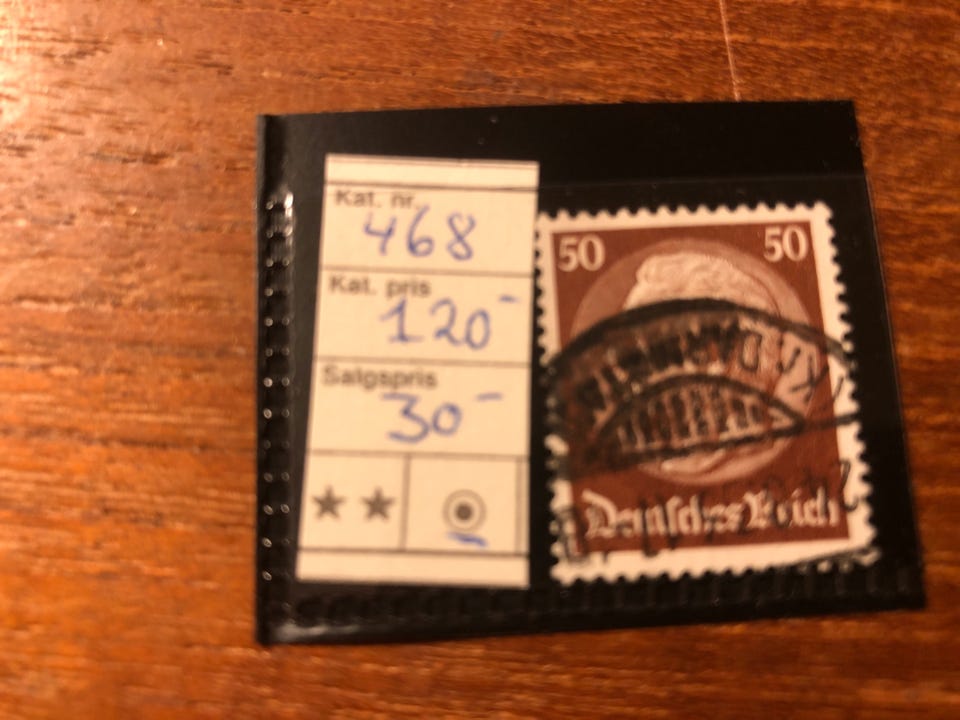 Kat. nr.
468
Kat. pris
120-
Salgspris
30-
50 50
Deutsches Reich